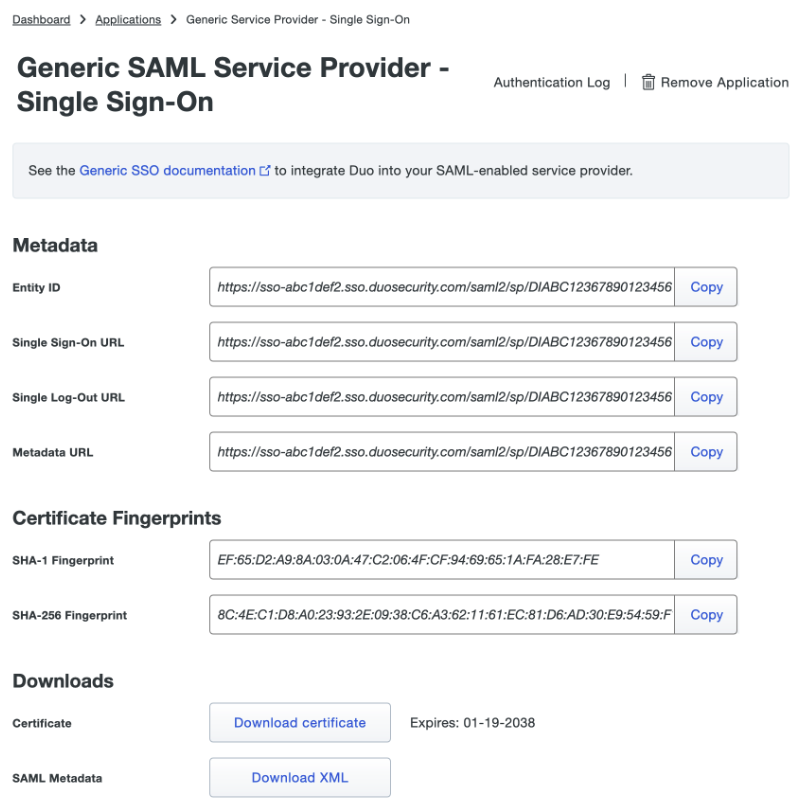 Dashboard > Applications > Generic Service Provider - Single Sign-On
Generic SAML Service Provider -
Single Sign-On
Authentication Log | Remove Application
See the Generic SSO documentation to integrate Duo into your SAML-enabled service provider.
Metadata
Entity ID https://sso-abc1def2.sso.duosecurity.com/saml2/sp/DIABC12367890123456 Copy
Single Sign-On URL https://sso-abc1def2.sso.duosecurity.com/saml2/sp/DIABC12367890123456 Copy
Single Log-Out URL https://sso-abc1def2.sso.duosecurity.com/saml2/sp/DIABC12367890123456 Copy
Metadata URL https://sso-abc1def2.sso.duosecurity.com/saml2/sp/DIABC12367890123456 Copy
Certificate Fingerprints
SHA-1 Fingerprint EF:65:D2:A9:8A:03:0A:47:C2:06:4F:CF:94:69:65:1A:FA:28:E7:FE Copy
SHA-256 Fingerprint 8C:4E:C1:D8:A0:23:93:2E:09:38:C6:A3:62:11:61:EC:81:D6:AD:30:E9:54:59:F Copy
Downloads
Certificate Download certificate Expires: 01-19-2038
SAML Metadata Download XML